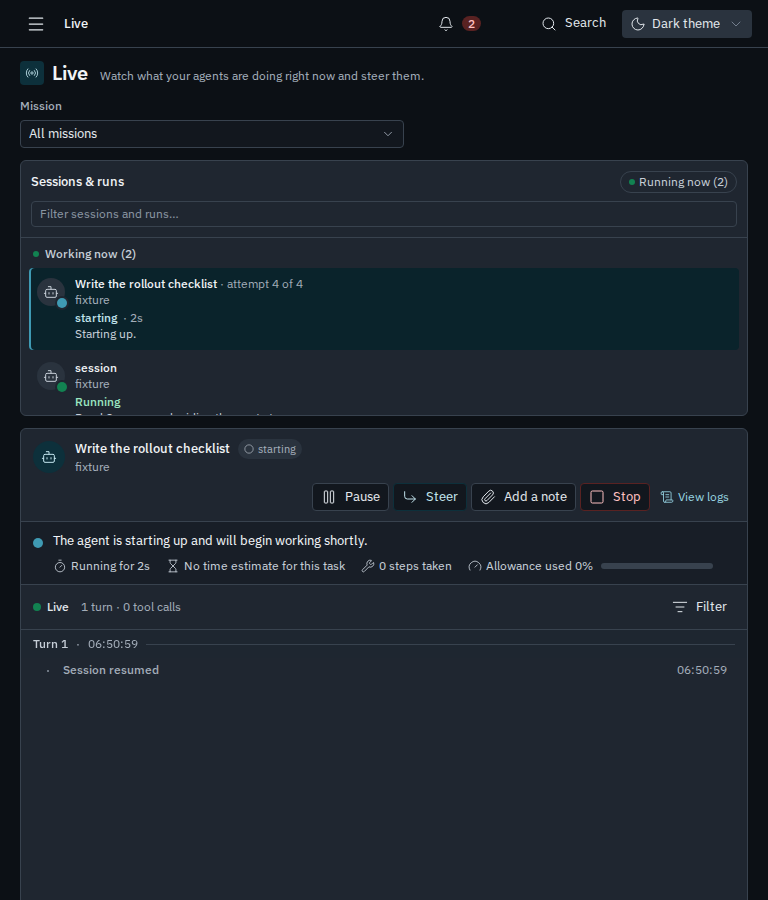 Live
2
Search
Dark theme
Live Watch what your agents are doing right now and steer them.
Mission
All missions
Sessions & runs
Running now (2)
Filter sessions and runs...
Working now (2)
Write the rollout checklist · attempt 4 of 4
fixture
starting · 2s
Starting up.
session
fixture
Running
Write the rollout checklist
starting
fixture
Pause
Steer
Add a note
Stop
View logs
The agent is starting up and will begin working shortly.
Running for 2s
No time estimate for this task
0 steps taken
Allowance used 0%
Live 1 turn · 0 tool calls
Filter
Turn 1 · 06:50:59
· Session resumed 06:50:59